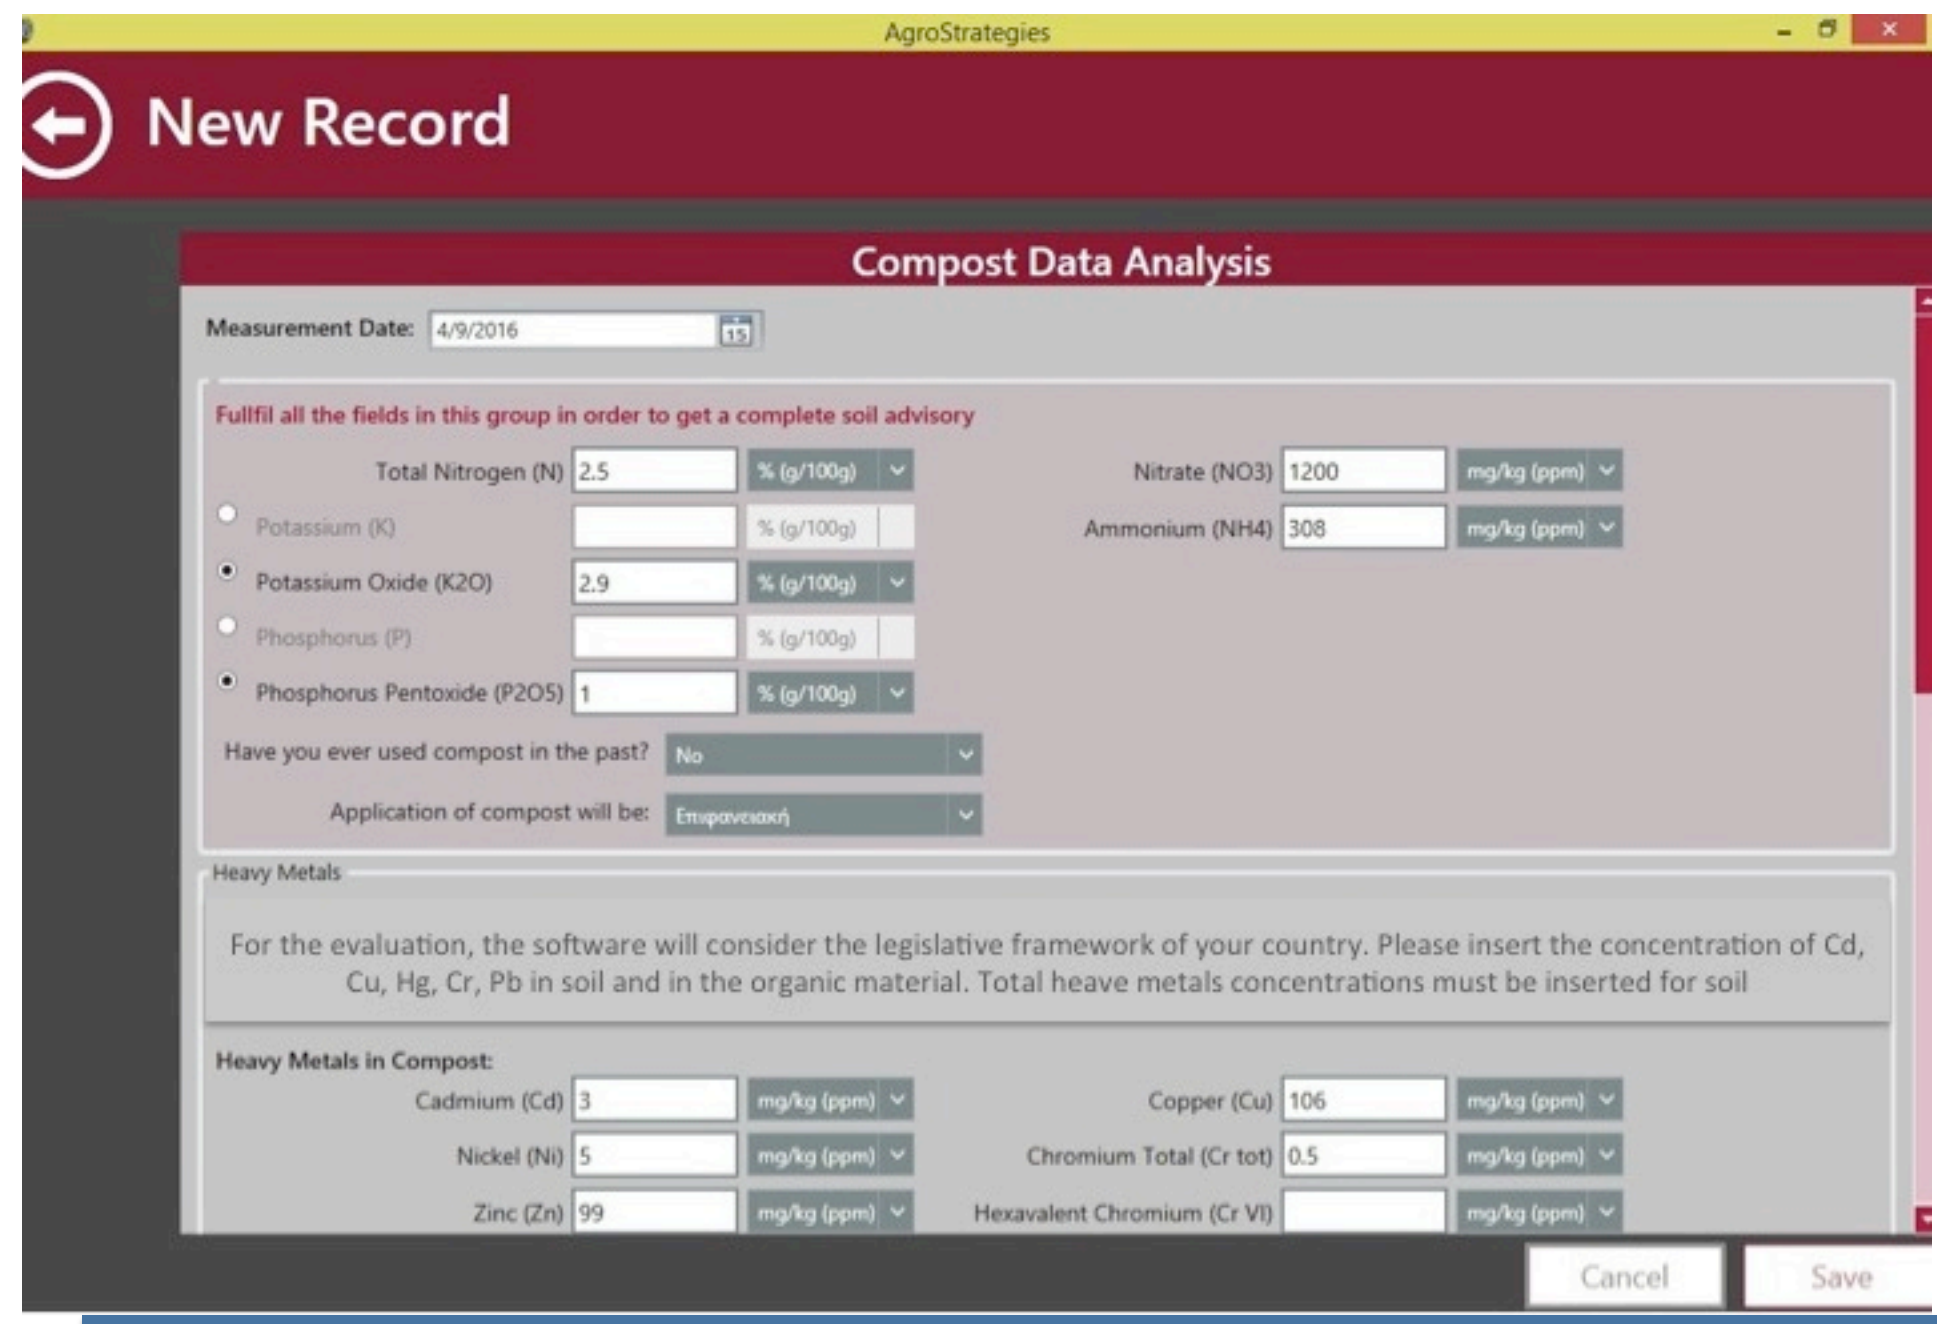 AgroStrategies
New Record
Compost Data Analysis
Measurement Date: 4/9/2016 15
Fullfil all the fields in this group in order to get a complete soil advisory
Total Nitrogen (N) 2.5 % (g/100g) Nitrate (NO3) 1200 mg/kg (ppm)
Potassium (K) % (g/100g) Ammonium (NH4) 308 mg/kg (ppm)
Potassium Oxide (K2O) 2.9 % (g/100g)
Phosphorus (P) % (g/100g)
Phosphorus Pentoxide (P2O5) 1 % (g/100g)
Have you ever used compost in the past? No
Application of compost will be: Επιφανειακή
Heavy Metals
For the evaluation, the software will consider the legislative framework of your country. Please insert the concentration of Cd,
Cu, Hg, Cr, Pb in soil and in the organic material. Total heave metals concentrations must be inserted for soil
Heavy Metals in Compost:
Cadmium (Cd) 3 mg/kg (ppm) Copper (Cu) 106 mg/kg (ppm)
Nickel (Ni) 5 mg/kg (ppm) Chromium Total (Cr tot) 0.5 mg/kg (ppm)
Zinc (Zn) 99 mg/kg (ppm) Hexavalent Chromium (Cr VI) mg/kg (ppm)
Cancel Save